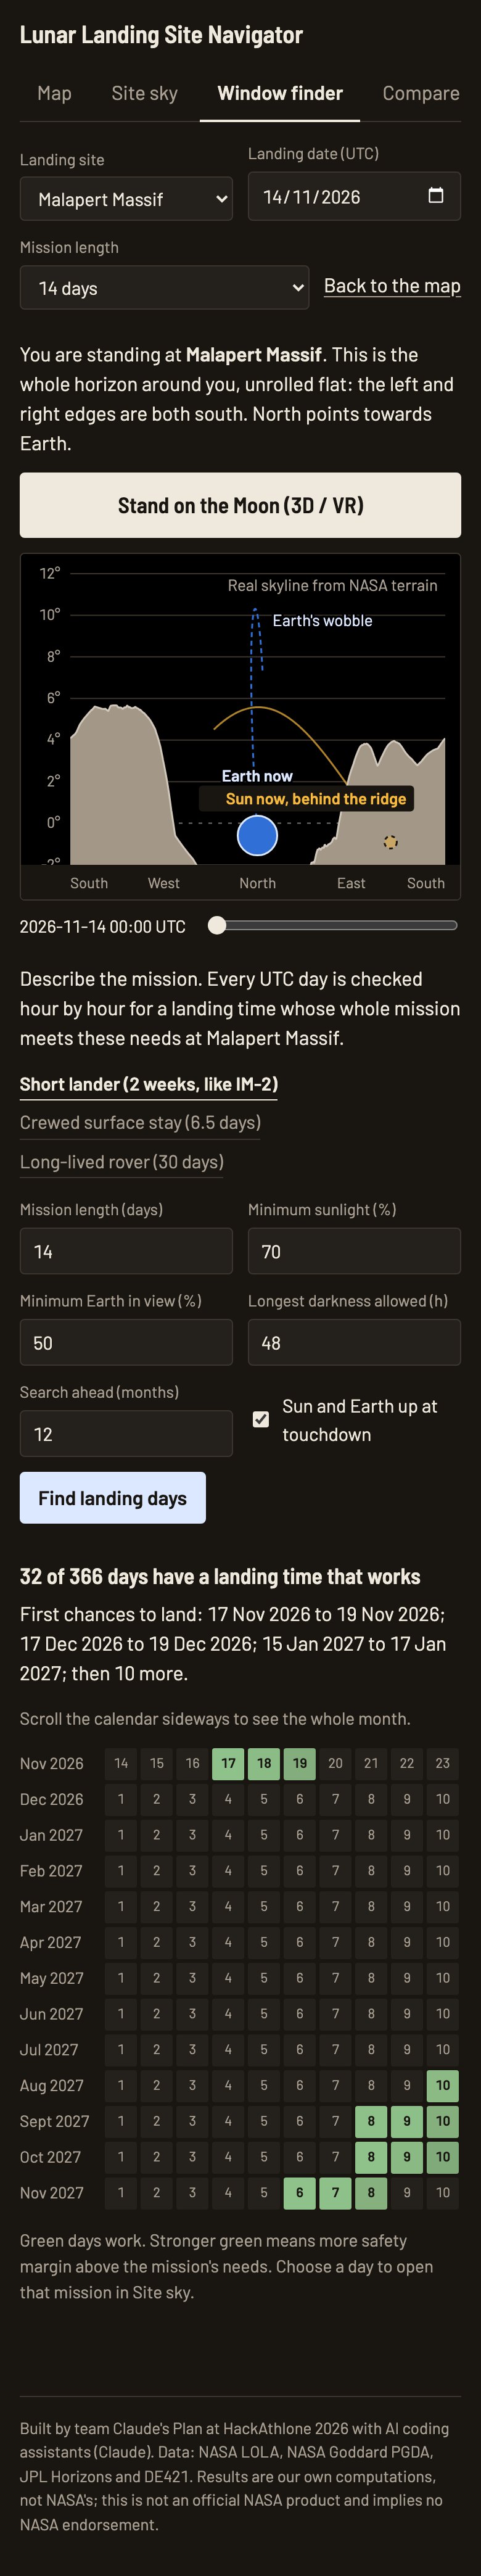 Lunar Landing Site Navigator
Map Site sky Window finder Compare
Landing site Landing date (UTC)
Malapert Massif 14/11/2026
Mission length
14 days Back to the map
You are standing at Malapert Massif. This is the
whole horizon around you, unrolled flat: the left and
right edges are both south. North points towards
Earth.
Stand on the Moon (3D / VR)
12°
Real skyline from NASA terrain
10°
Earth's wobble
8°
6°
4°
Earth now
2°
Sun now, behind the ridge
0°
-2°
South West North East South
2026-11-14 00:00 UTC
Describe the mission. Every UTC day is checked
hour by hour for a landing time whose whole mission
meets these needs at Malapert Massif.
Short lander (2 weeks, like IM-2)
Crewed surface stay (6.5 days)
Long-lived rover (30 days)
Mission length (days) Minimum sunlight (%)
14 70
Minimum Earth in view (%) Longest darkness allowed (h)
50 48
Search ahead (months)
12
Sun and Earth up at
touchdown
Find landing days
32 of 366 days have a landing time that works
First chances to land: 17 Nov 2026 to 19 Nov 2026;
17 Dec 2026 to 19 Dec 2026; 15 Jan 2027 to 17 Jan
2027; then 10 more.
Scroll the calendar sideways to see the whole month.
Nov 2026 14 15 16 17 18 19 20 21 22 23
Dec 2026 1 2 3 4 5 6 7 8 9 10
Jan 2027 1 2 3 4 5 6 7 8 9 10
Feb 2027 1 2 3 4 5 6 7 8 9 10
Mar 2027 1 2 3 4 5 6 7 8 9 10
Apr 2027 1 2 3 4 5 6 7 8 9 10
May 2027 1 2 3 4 5 6 7 8 9 10
Jun 2027 1 2 3 4 5 6 7 8 9 10
Jul 2027 1 2 3 4 5 6 7 8 9 10
Aug 2027 1 2 3 4 5 6 7 8 9 10
Sept 2027 1 2 3 4 5 6 7 8 9 10
Oct 2027 1 2 3 4 5 6 7 8 9 10
Nov 2027 1 2 3 4 5 6 7 8 9 10
Green days work. Stronger green means more safety
margin above the mission's needs. Choose a day to open
that mission in Site sky.
Built by team Claude's Plan at HackAthlone 2026 with AI coding
assistants (Claude). Data: NASA LOLA, NASA Goddard PGDA,
JPL Horizons and DE421. Results are our own computations,
not NASA's; this is not an official NASA product and implies no
NASA endorsement.